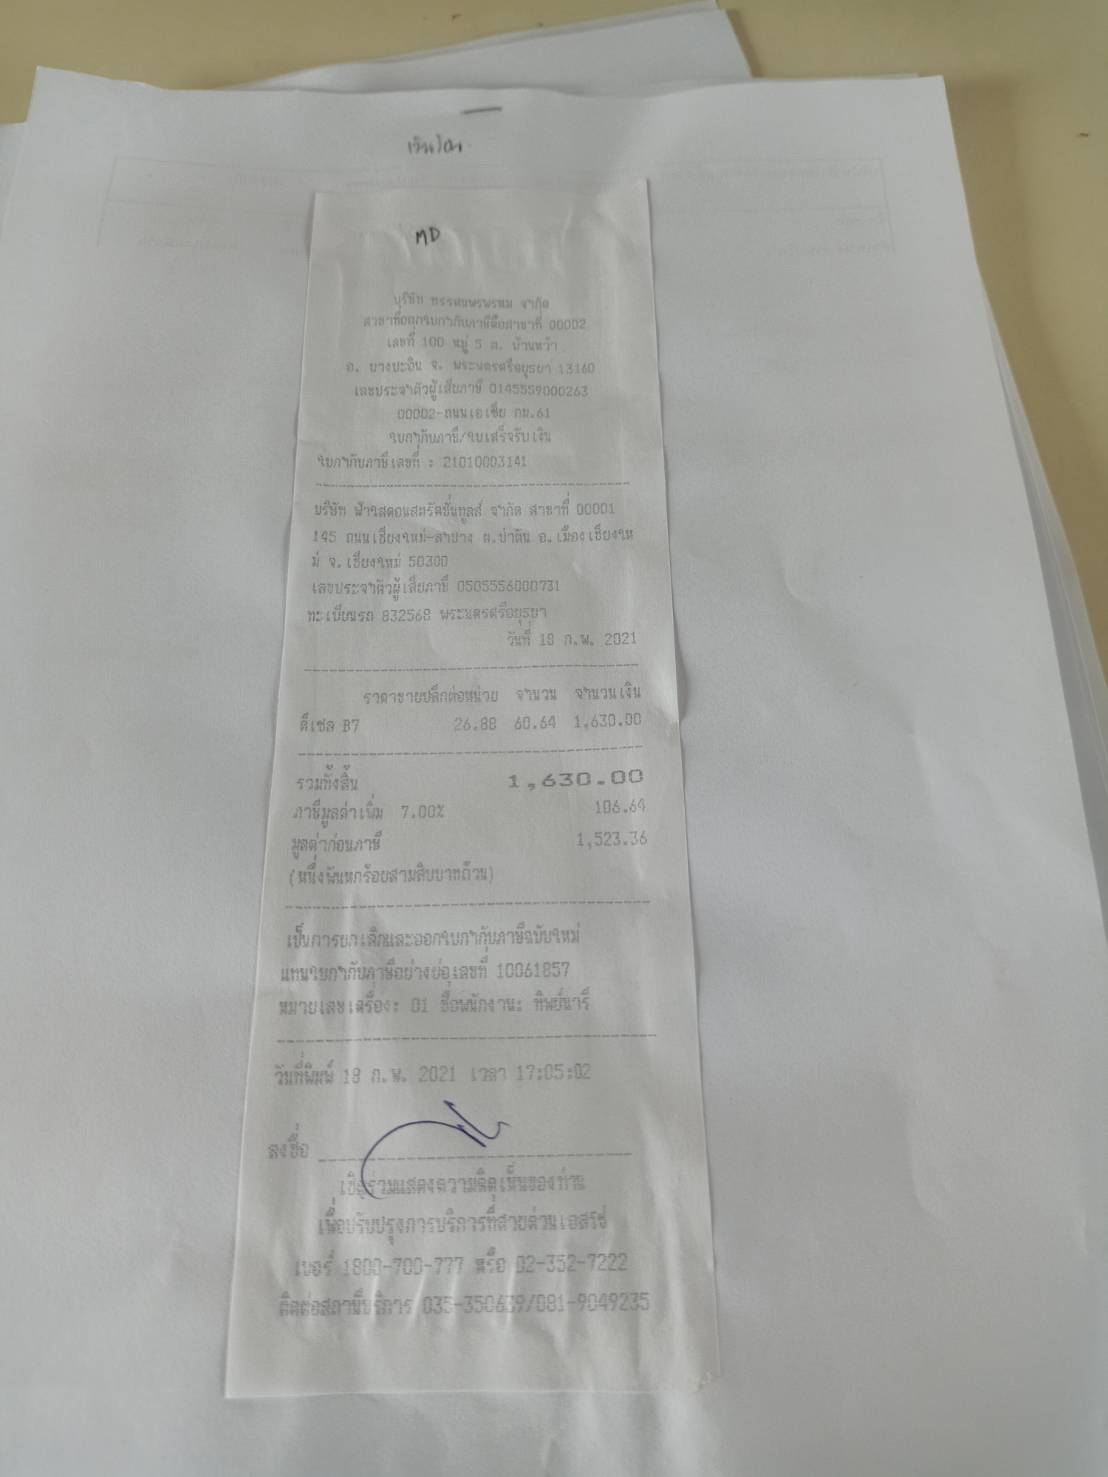 MD
บริษัท พรรสแนพรพรหม จำกัด
สาขาที่ออกใบกำกับภาษีคือสาขาที่ 00002
เลขที่ 100 หมู่ 5 ต. บ้านหว้า
อ. บางปะอิน จ. พระนครศรีอยุธยา 13160
เลขประจำตัวผู้เสียภาษี 0145559000263
00002-ถนนเอเชีย กม.61
ใบกำกับภาษี/ใบเสร็จรับเงิน
ใบกำกับภาษีเลขที่ : 21010003141
บริษัท ฟ้าใสคอนสตรัคชั่นทูลส์ จำกัด สาขาที่ 00001
145 ถนนเชียงใหม่-ลำปาง ต.ป่าตัน อ.เมืองเชียงให
ม่ จ.เชียงใหม่ 50300
เลขประจำตัวผู้เสียภาษี 0505556000731
ทะเบียนรถ 832568 พระนครศรีอยุธยา
วันที่ 18 ก.พ. 2021
ราคาขายปลีกต่อหน่วย จำนวน จำนวนเงิน
ดีเซล B7 26.88 60.64 1,630.00
รวมทั้งสิ้น 1,630.00
ภาษีมูลค่าเพิ่ม 7.00% 106.64
มูลค่าก่อนภาษี 1,523.36
(หนึ่งพันหกร้อยสามสิบบาทถ้วน)
เป็นการยกเลิกและออกใบกำกับภาษีฉบับใหม่
แทนใบกำกับภาษีอย่างย่อเลขที่ 10061857
หมายเลขเครื่อง: 01 ชื่อพนักงาน: ทิพย์นารี
วันที่พิมพ์ 18 ก.พ. 2021 เวลา 17:05:02
ลงชื่อ
เชิญร่วมแสดงความคิดเห็นของท่าน
เพื่อปรับปรุงการบริการที่สายด่วนเอสโซ่
เบอร์ 1800-700-777 หรือ 02-352-7222
ติดต่อสถานีบริการ 035-350639/081-9049235